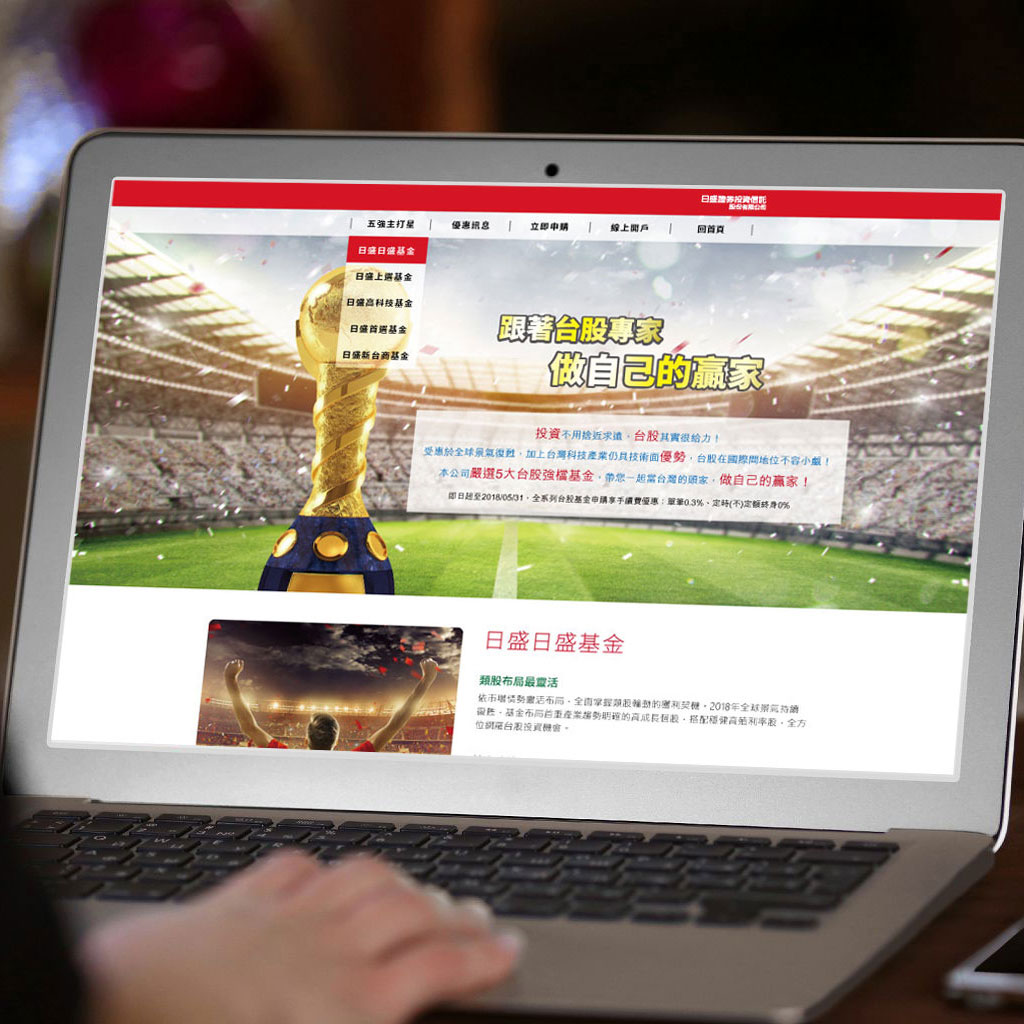 日盛證券投資信託
股份有限公司
五強主打星
優惠訊息
立即申購
線上開戶
回首頁
日盛日盛基金
日盛上選基金
日盛高科技基金
日盛首選基金
日盛新台商基金
跟著台股專家
做自己的贏家
投資不用捨近求遠，台股其實很給力！
受惠於全球景氣復甦，加上台灣科技產業仍具技術面優勢，台股在國際間地位不容小覷！
本公司嚴選5大台股強檔基金，帶您一起當台灣的頭家，做自己的贏家！
即日起至2018/05/31，全系列台股基金申購享手續費優惠：單筆0.3%、定時(不)定額終身0%
日盛日盛基金
類股布局最靈活
依市場情勢靈活布局，全面掌握類股輪動的獲利契機，2018年全球景氣持續
復甦，基金布局首重產業趨勢明確的高成長個股，搭配穩健高殖利率股，全方
位網羅台股投資機會。